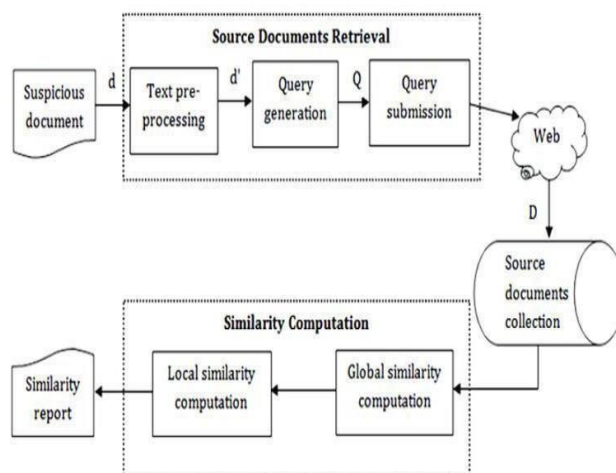 Source Documents Retrieval
d
d'
Q
Suspicious
document
Text pre-
processing
Query
generation
Query
submission
Web
D
Source
documents
collection
Similarity Computation
Similarity
report
Local similarity
computation
Global similarity
computation